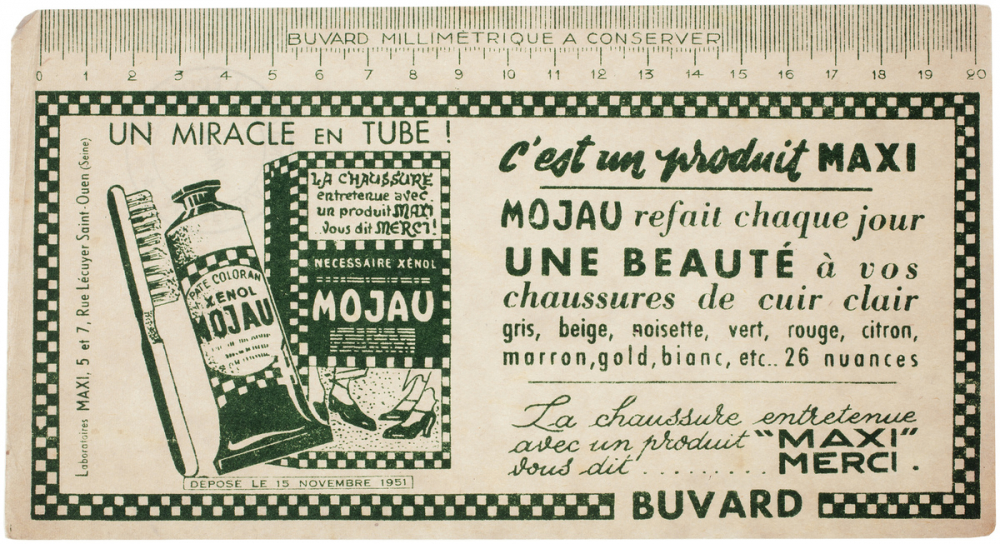 BUVARD MILLIMÉTRIQUE A CONSERVER
0 1 2 3 4 5 6 7 8 9 10 11 12 13 14 15 16 17 18 19 20
UN MIRACLE EN TUBE !
Laboratoires MAXI, 5 et 7, Rue Lécuyer Saint-Ouen (Seine)
LA CHAUSSURE
entretenue avec
un produit MAXI
Vous dit MERCI!
NECESSAIRE XÉNOL
MOJAU
PATE COLORAN
XENOL
MOJAU
DÉPOSÉ LE 15 NOVEMBRE 1951
C'est un produit MAXI
MOJAU refait chaque jour
UNE BEAUTÉ à vos
chaussures de cuir clair
gris, beige, noisette, vert, rouge, citron,
marron, gold, bianc, etc.. 26 nuances
La chaussure entretenue
avec un produit "MAXI"
vous dit .......... MERCI .
BUVARD